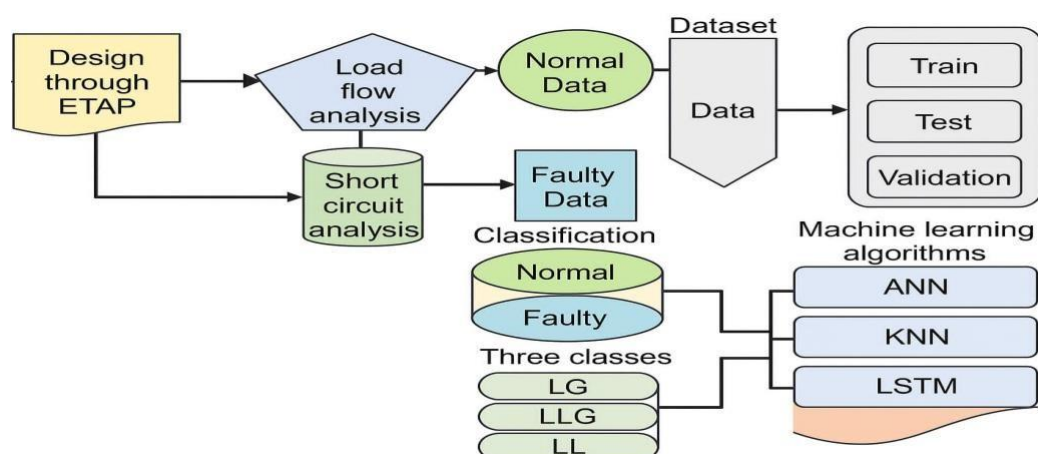 Design
through
ETAP
Load
flow
analysis
Normal
Data
Dataset
Data
Train
Test
Validation
Short
circuit
analysis
Faulty
Data
Classification
Normal
Faulty
Three classes
LG
LLG
LL
Machine learning
algorithms
ANN
KNN
LSTM